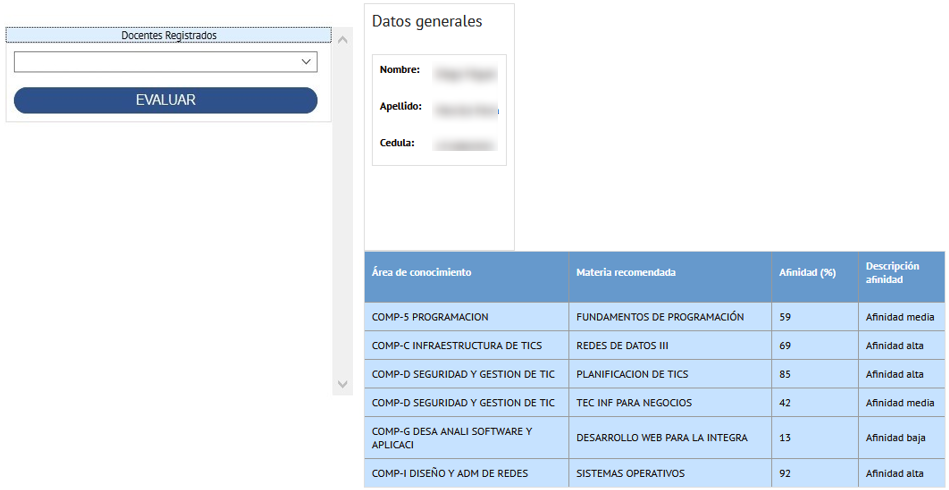 Docentes Registrados
EVALUAR
Datos generales
Nombre:
Apellido:
Cedula:
Área de conocimiento Materia recomendada Afinidad (%) Descripción
afinidad
COMP-5 PROGRAMACION FUNDAMENTOS DE PROGRAMACIÓN 59 Afinidad media
COMP-C INFRAESTRUCTURA DE TICS REDES DE DATOS III 69 Afinidad alta
COMP-D SEGURIDAD Y GESTION DE TIC PLANIFICACION DE TICS 85 Afinidad alta
COMP-D SEGURIDAD Y GESTION DE TIC TEC INF PARA NEGOCIOS 42 Afinidad media
COMP-G DESA ANALI SOFTWARE Y
APLICACI DESARROLLO WEB PARA LA INTEGRA 13 Afinidad baja
COMP-I DISEÑO Y ADM DE REDES SISTEMAS OPERATIVOS 92 Afinidad alta